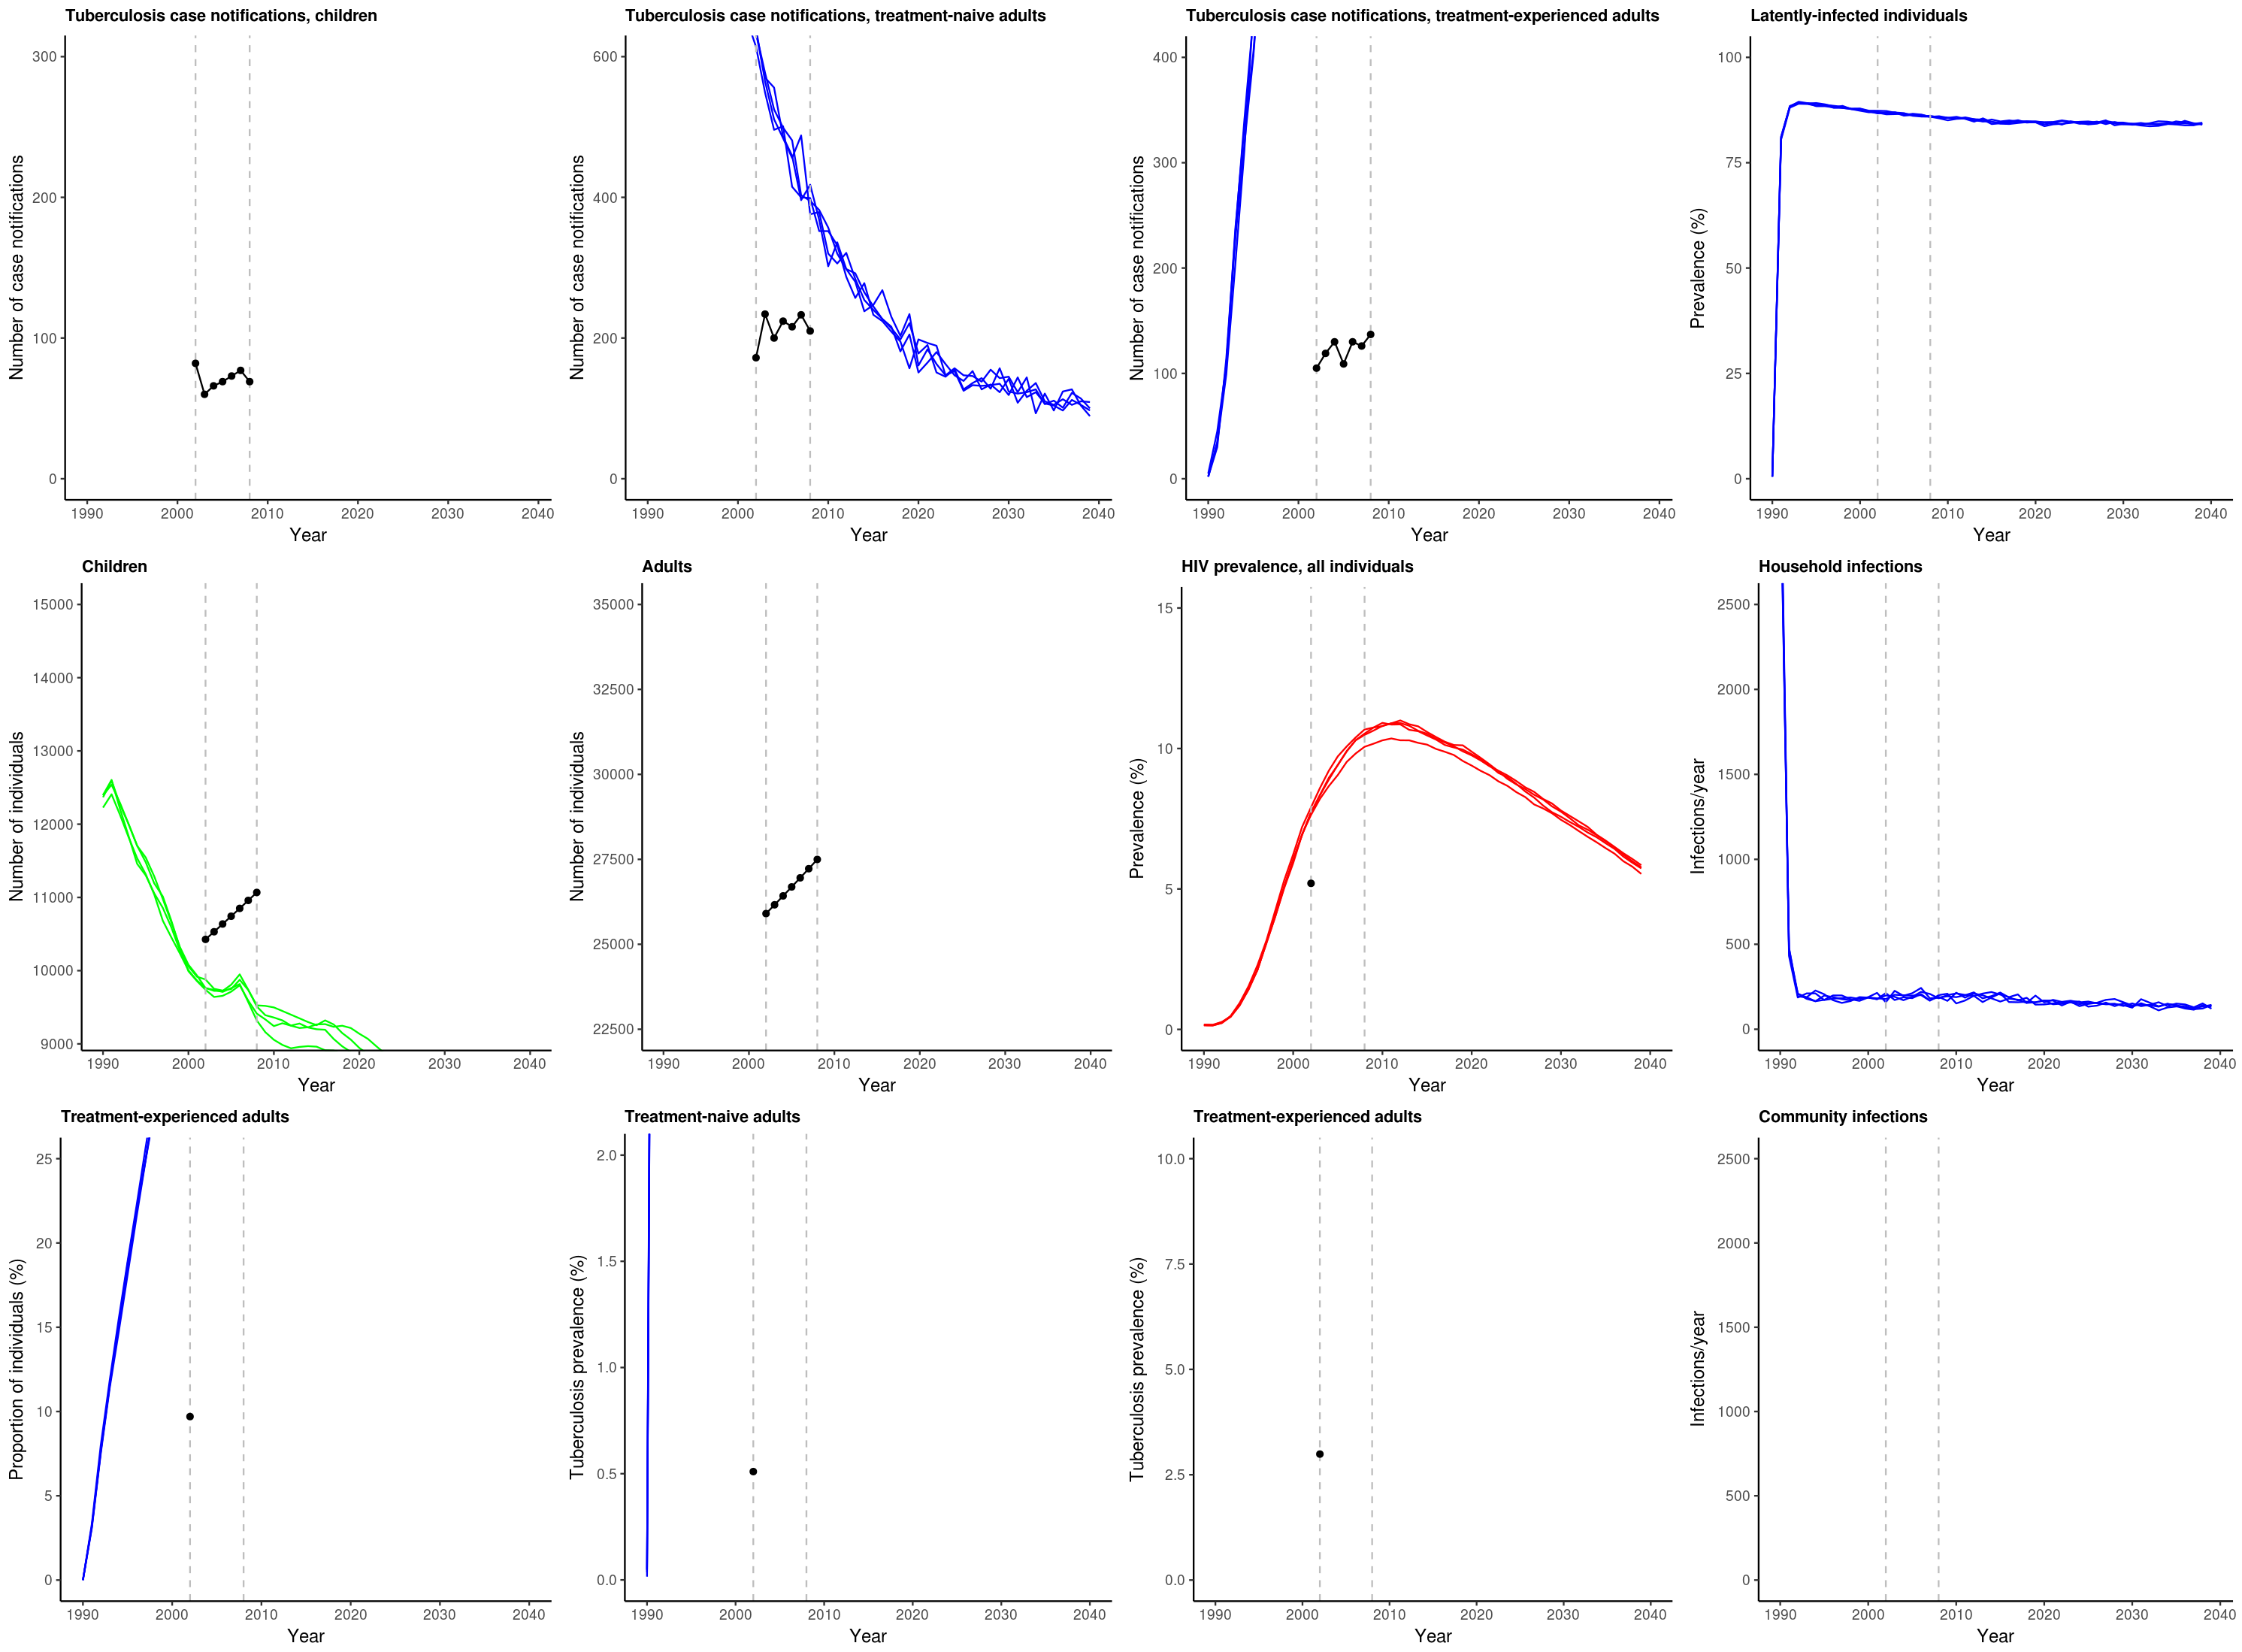 Tuberculosis case notifications, children
Number of case notifications
300
200
100
0
1990 2000 2010 2020 2030 2040
Year
Tuberculosis case notifications, treatment-naive adults
Number of case notifications
600
400
200
0
1990 2000 2010 2020 2030 2040
Year
Tuberculosis case notifications, treatment-experienced adults
Number of case notifications
400
300
200
100
0
1990 2000 2010 2020 2030 2040
Year
Latently-infected individuals
Prevalence (%)
100
75
50
25
0
1990 2000 2010 2020 2030 2040
Year
Children
Number of individuals
15000
14000
13000
12000
11000
10000
9000
1990 2000 2010 2020 2030 2040
Year
Adults
Number of individuals
35000
32500
30000
27500
25000
22500
1990 2000 2010 2020 2030 2040
Year
HIV prevalence, all individuals
Prevalence (%)
15
10
5
0
1990 2000 2010 2020 2030 2040
Year
Household infections
Infections/year
2500
2000
1500
1000
500
0
1990 2000 2010 2020 2030 2040
Year
Treatment-experienced adults
Proportion of individuals (%)
25
20
15
10
5
0
1990 2000 2010 2020 2030 2040
Year
Treatment-naive adults
Tuberculosis prevalence (%)
2.0
1.5
1.0
0.5
0.0
1990 2000 2010 2020 2030 2040
Year
Treatment-experienced adults
Tuberculosis prevalence (%)
10.0
7.5
5.0
2.5
0.0
1990 2000 2010 2020 2030 2040
Year
Community infections
Infections/year
2500
2000
1500
1000
500
0
1990 2000 2010 2020 2030 2040
Year